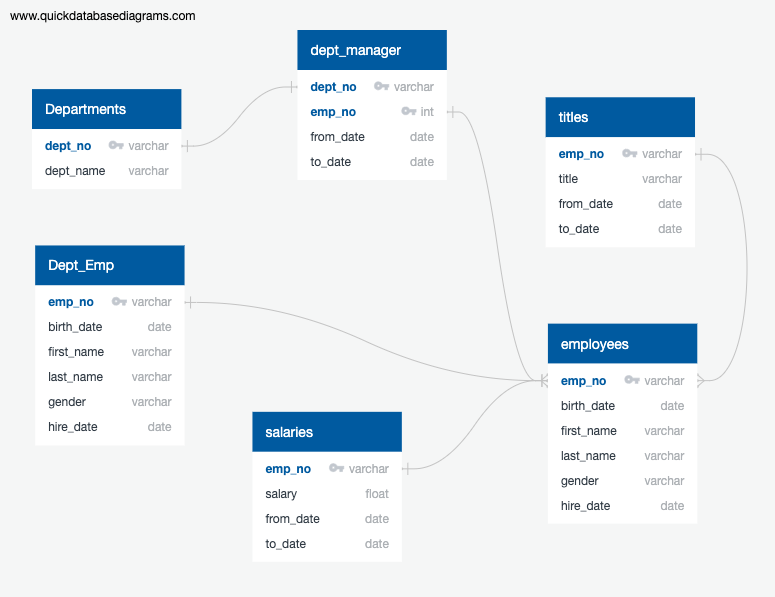 www.quickdatabasediagrams.com
dept_manager
dept_no varchar
emp_no int
from_date date
to_date date
Departments
dept_no varchar
dept_name varchar
titles
emp_no varchar
title varchar
from_date date
to_date date
Dept_Emp
emp_no varchar
birth_date date
first_name varchar
last_name varchar
gender varchar
hire_date date
employees
emp_no varchar
birth_date date
first_name varchar
last_name varchar
gender varchar
hire_date date
salaries
emp_no varchar
salary float
from_date date
to_date date